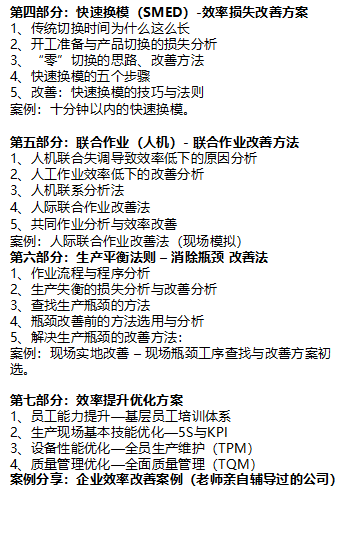 第四部分：快速换模（SMED）-效率损失改善方案
1、传统切换时间为什么这么长
2、开工准备与产品切换的损失分析
3、“零”切换的思路、改善方法
4、快速换模的五个步骤
5、改善：快速换模的技巧与法则
案例：十分钟以内的快速换模。
第五部分：联合作业（人机）- 联合作业改善方法
1、人机联合失调导致效率低下的原因分析
2、人工作业效率低下的改善分析
3、人机联系分析法
4、人际联合作业改善法
5、共同作业分析与效率改善
案例：人际联合作业改善法（现场模拟）
第六部分：生产平衡法则 – 消除瓶颈 改善法
1、作业流程与程序分析
2、生产失衡的损失分析与改善分析
3、查找生产瓶颈的方法
4、瓶颈改善前的方法选用与分析
5、解决生产瓶颈的改善方法：
案例：现场实地改善 – 现场瓶颈工序查找与改善方案初
选。
第七部分：效率提升优化方案
1、员工能力提升—基层员工培训体系
2、生产现场基本技能优化—5S与KPI
3、设备性能优化—全员生产维护（TPM）
4、质量管理优化—全面质量管理（TQM）
案例分享：企业效率改善案例（老师亲自辅导过的公司）